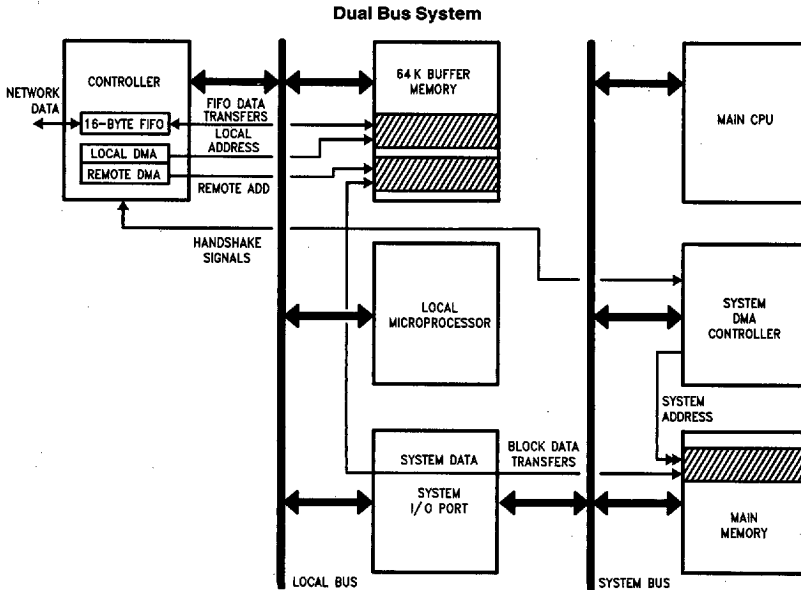 Dual Bus System
CONTROLLER
NETWORK
DATA
16-BYTE FIFO
LOCAL DMA
REMOTE DMA
FIFO DATA
TRANSFERS
LOCAL
ADDRESS
REMOTE ADD
64K BUFFER
MEMORY
MAIN CPU
HANDSHAKE
SIGNALS
LOCAL
MICROPROCESSOR
SYSTEM
DMA
CONTROLLER
SYSTEM
ADDRESS
SYSTEM DATA
SYSTEM
I/O PORT
BLOCK DATA
TRANSFERS
MAIN
MEMORY
LOCAL BUS
SYSTEM BUS